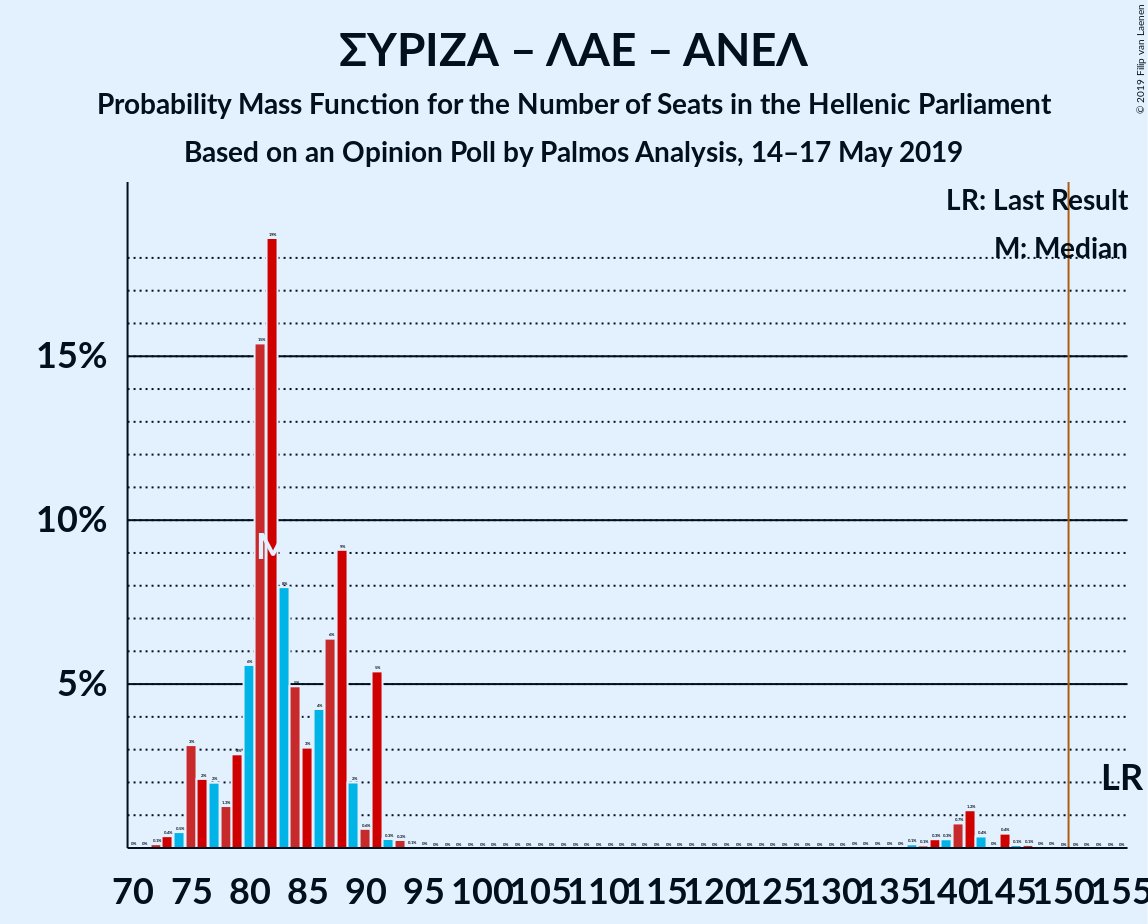 ΣΥΡΙΖΑ – ΛΑΕ – ΑΝΕΛ
Probability Mass Function for the Number of Seats in the Hellenic Parliament
Based on an Opinion Poll by Palmos Analysis, 14–17 May 2019
© 2019 Filip van Laenen
LR: Last Result
M: Median
15%
10%
5%
M
LR
70 75 80 85 90 95 100 105 110 115 120 125 130 135 140 145 150 155